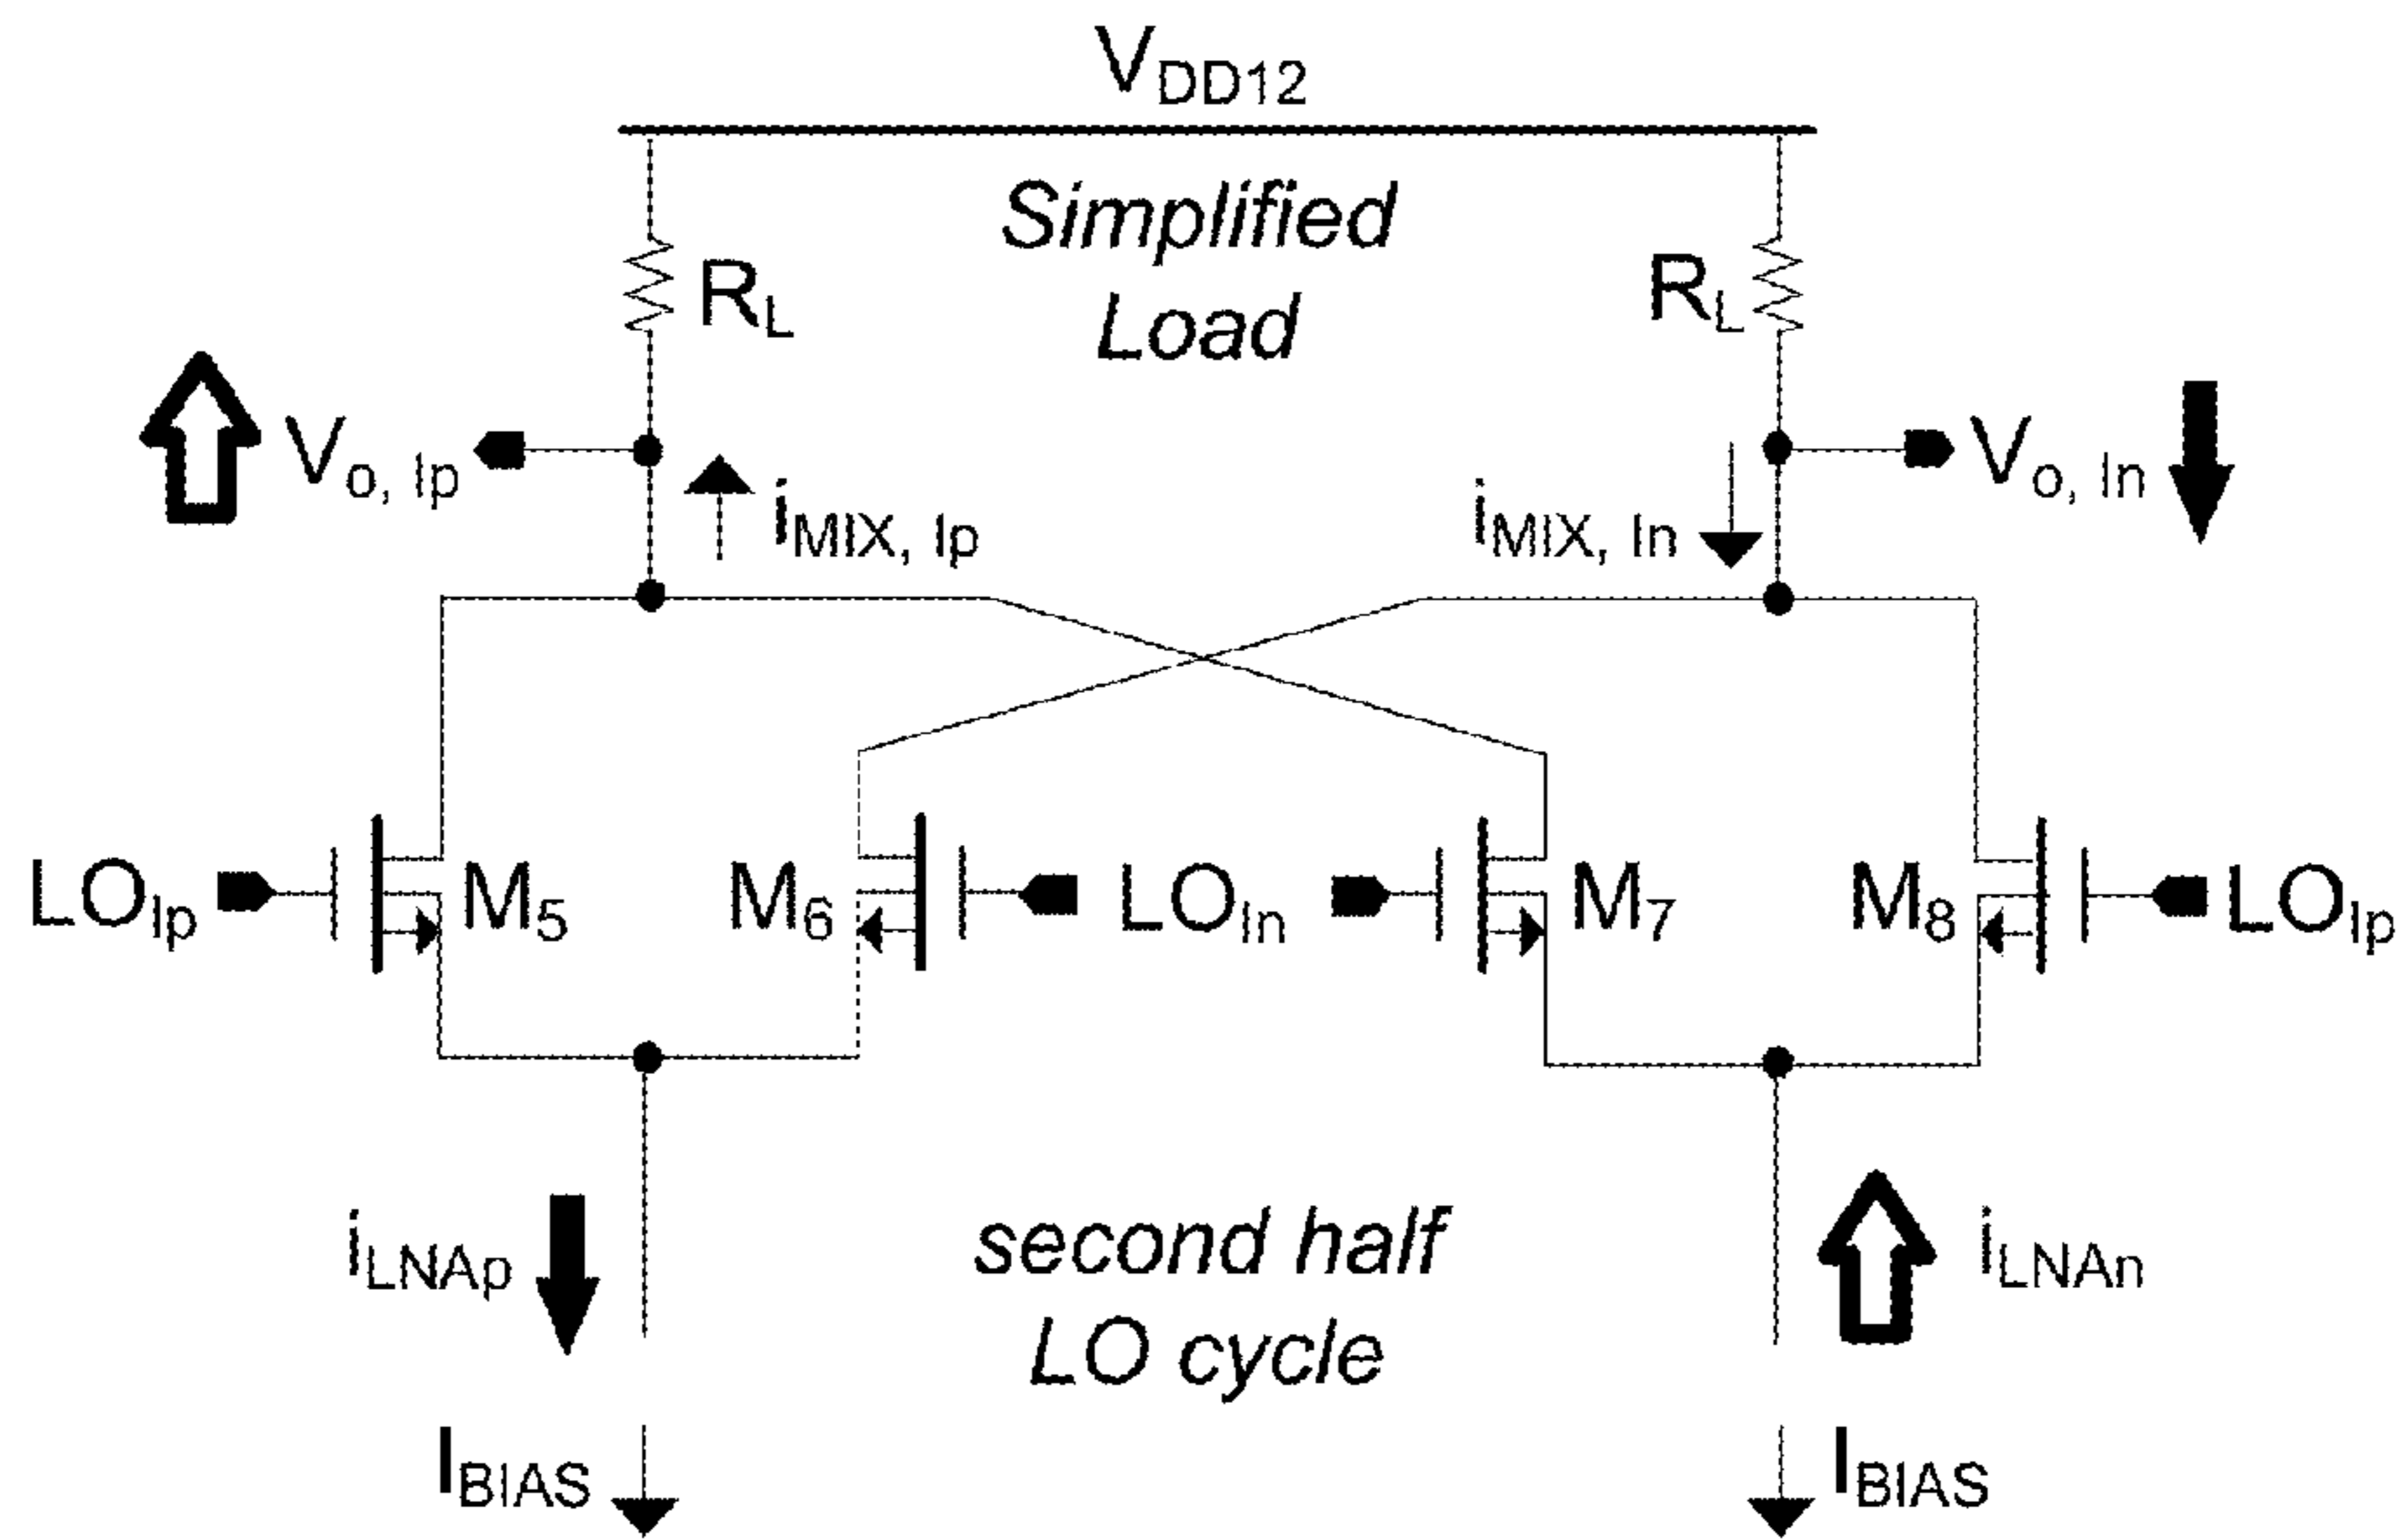 VDD12
Simplified
Load
RL
RL
Vo, Ip
Vo, In
iMIX, Ip
iMIX, In
LOIp
M5
M6
LOIn
M7
M8
LOIp
iLNAp
second half
LO cycle
iLNAn
IBIAS
IBIAS